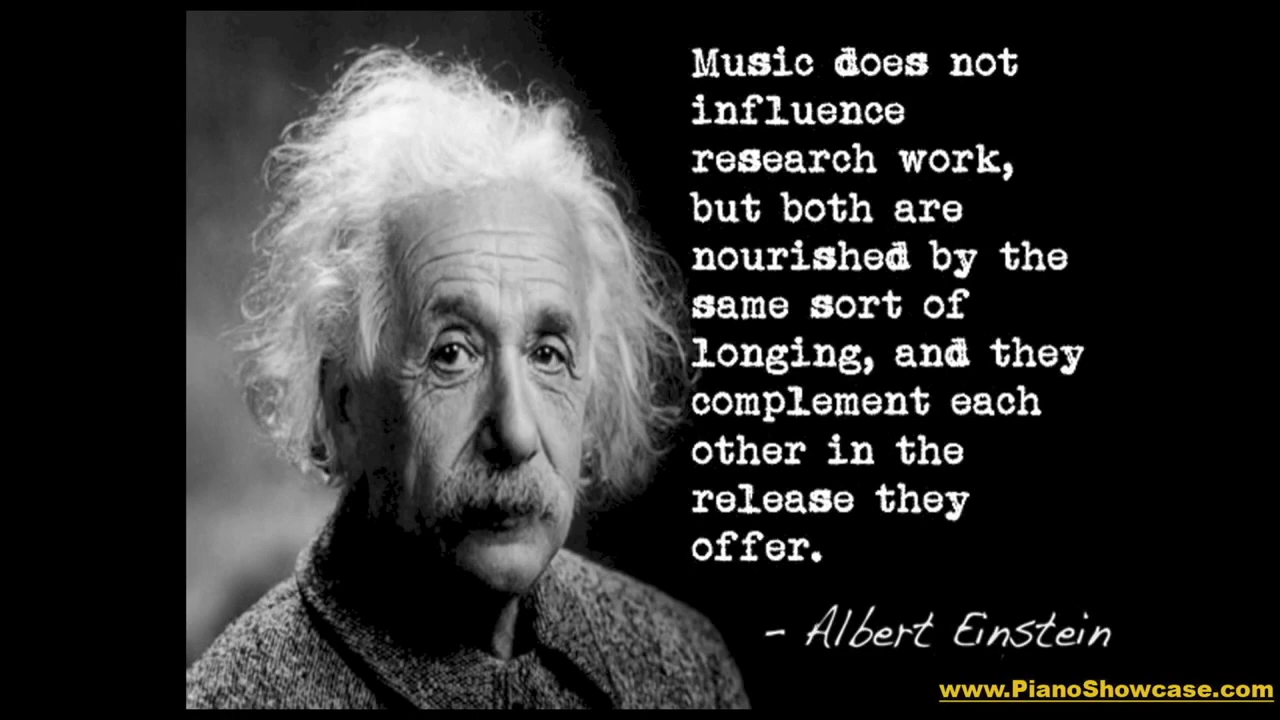 Music does not
influence
research work,
but both are
nourished by the
same sort of
longing, and they
complement each
other in the
release they
offer.
- Albert Einstein
www.PianoShowcase.com